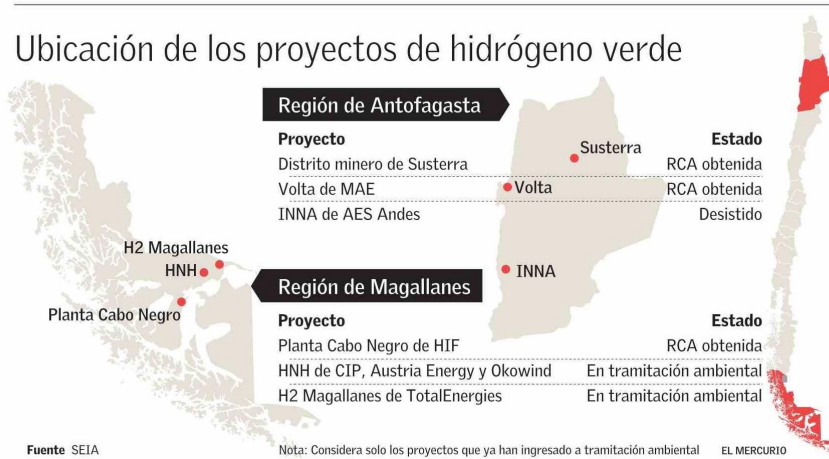 Ubicación de los proyectos de hidrógeno verde
Región de Antofagasta
Proyecto Estado
Distrito minero de Susterra RCA obtenida
Volta de MAE RCA obtenida
INNA de AES Andes Desistido
Susterra
Volta
INNA
H2 Magallanes
HNH
Planta Cabo Negro
Región de Magallanes
Proyecto Estado
Planta Cabo Negro de HIF RCA obtenida
HNH de CIP, Austria Energy y Okowind En tramitación ambiental
H2 Magallanes de TotalEnergies En tramitación ambiental
Fuente SEIA Nota: Considera solo los proyectos que ya han ingresado a tramitación ambiental EL MERCURIO